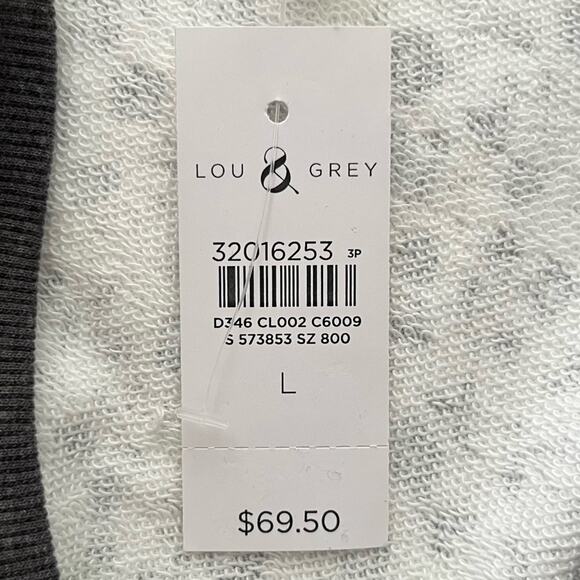 LOU & GREY
32016253 3P
D346 CL002 C6009
S 573853 SZ 800
L
$69.50